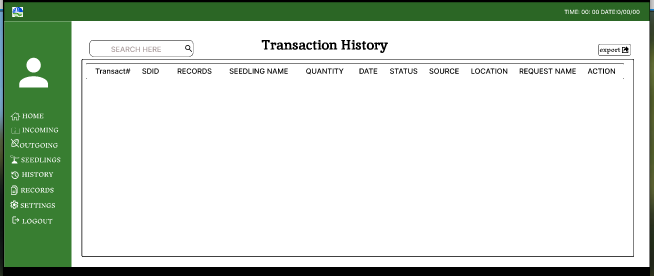 TIME: 00: 00 DATE:0/00/00
SEARCH HERE
Transaction History
export
Transact# SDID RECORDS SEEDLING NAME QUANTITY DATE STATUS SOURCE LOCATION REQUEST NAME ACTION
HOME
INCOMING
OUTGOING
SEEDLINGS
HISTORY
RECORDS
SETTINGS
LOGOUT